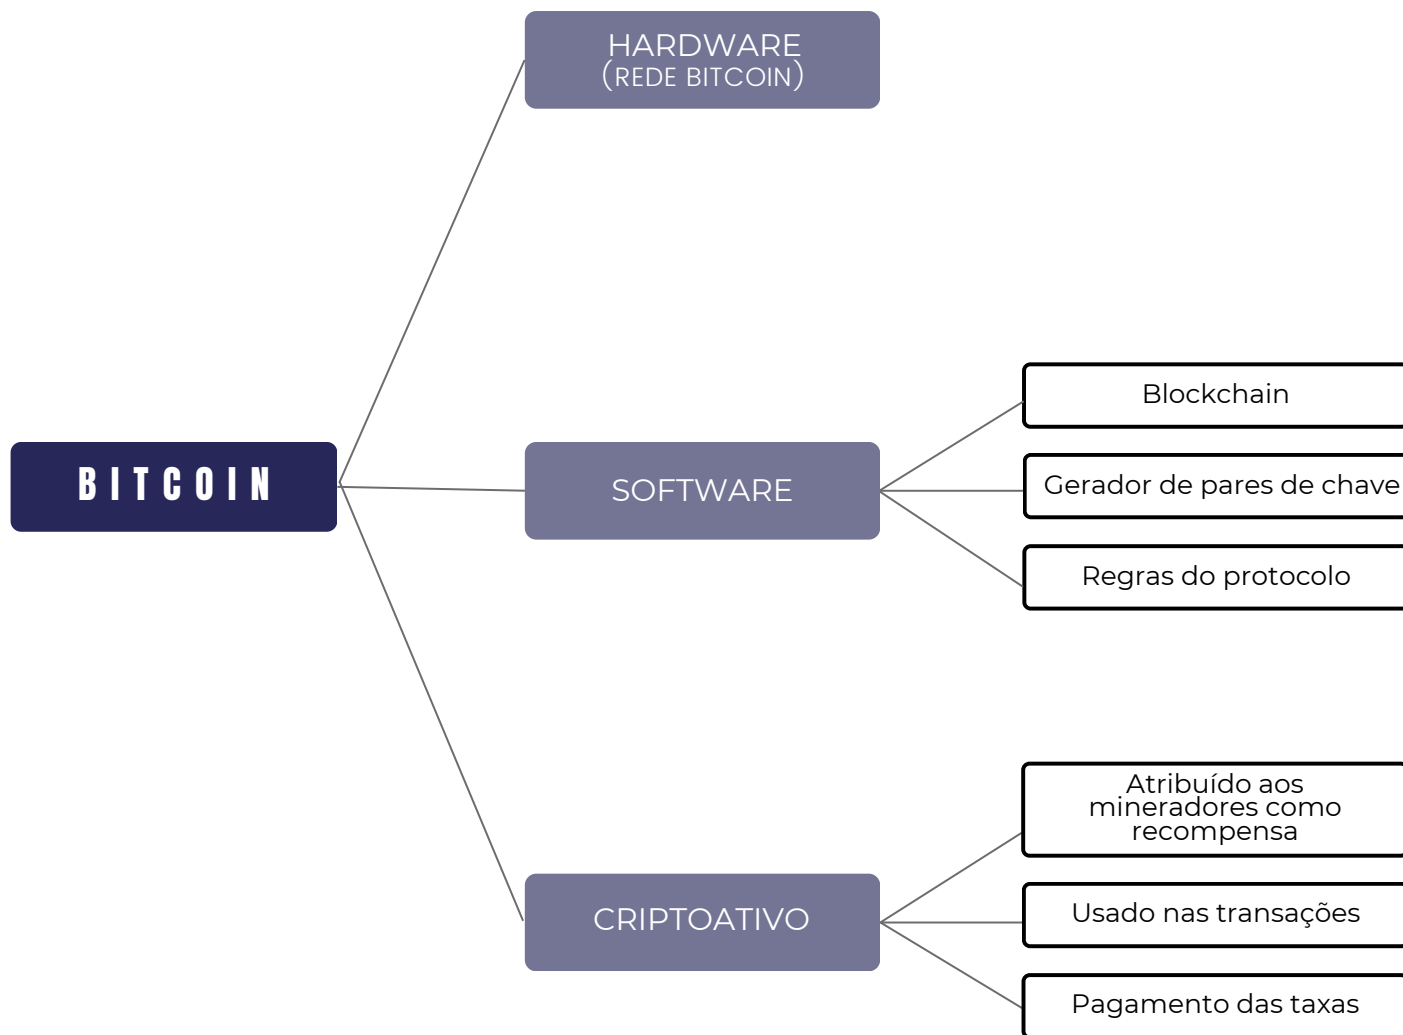 HARDWARE
(REDE BITCOIN)
BITCOIN
SOFTWARE
Blockchain
Gerador de pares de chave
Regras do protocolo
CRIPTOATIVO
Atribuído aos
mineradores como
recompensa
Usado nas transações
Pagamento das taxas